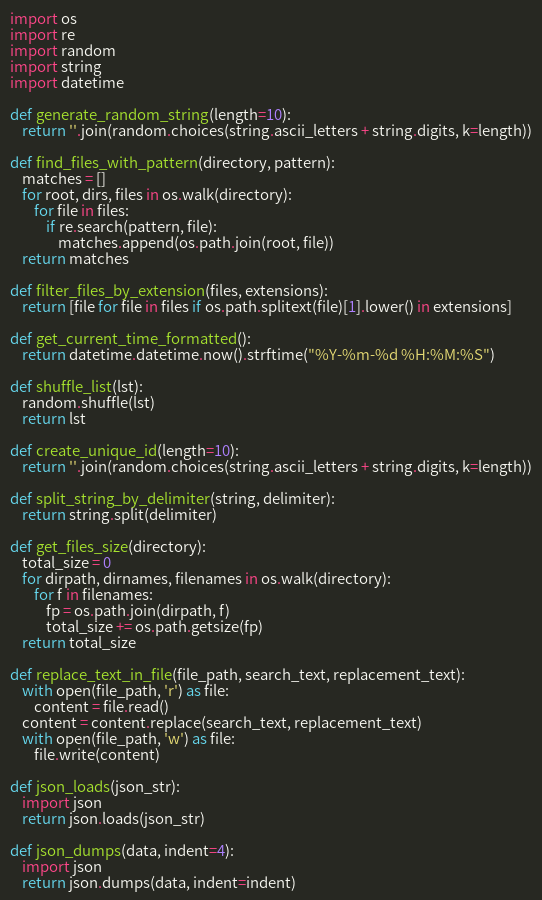 import os
import re
import random
import string
import datetime

def generate_random_string(length=10):
    return ''.join(random.choices(string.ascii_letters + string.digits, k=length))

def find_files_with_pattern(directory, pattern):
    matches = []
    for root, dirs, files in os.walk(directory):
        for file in files:
            if re.search(pattern, file):
                matches.append(os.path.join(root, file))
    return matches

def filter_files_by_extension(files, extensions):
    return [file for file in files if os.path.splitext(file)[1].lower() in extensions]

def get_current_time_formatted():
    return datetime.datetime.now().strftime("%Y-%m-%d %H:%M:%S")

def shuffle_list(lst):
    random.shuffle(lst)
    return lst

def create_unique_id(length=10):
    return ''.join(random.choices(string.ascii_letters + string.digits, k=length))

def split_string_by_delimiter(string, delimiter):
    return string.split(delimiter)

def get_files_size(directory):
    total_size = 0
    for dirpath, dirnames, filenames in os.walk(directory):
        for f in filenames:
            fp = os.path.join(dirpath, f)
            total_size += os.path.getsize(fp)
    return total_size

def replace_text_in_file(file_path, search_text, replacement_text):
    with open(file_path, 'r') as file:
        content = file.read()
    content = content.replace(search_text, replacement_text)
    with open(file_path, 'w') as file:
        file.write(content)

def json_loads(json_str):
    import json
    return json.loads(json_str)

def json_dumps(data, indent=4):
    import json
    return json.dumps(data, indent=indent)